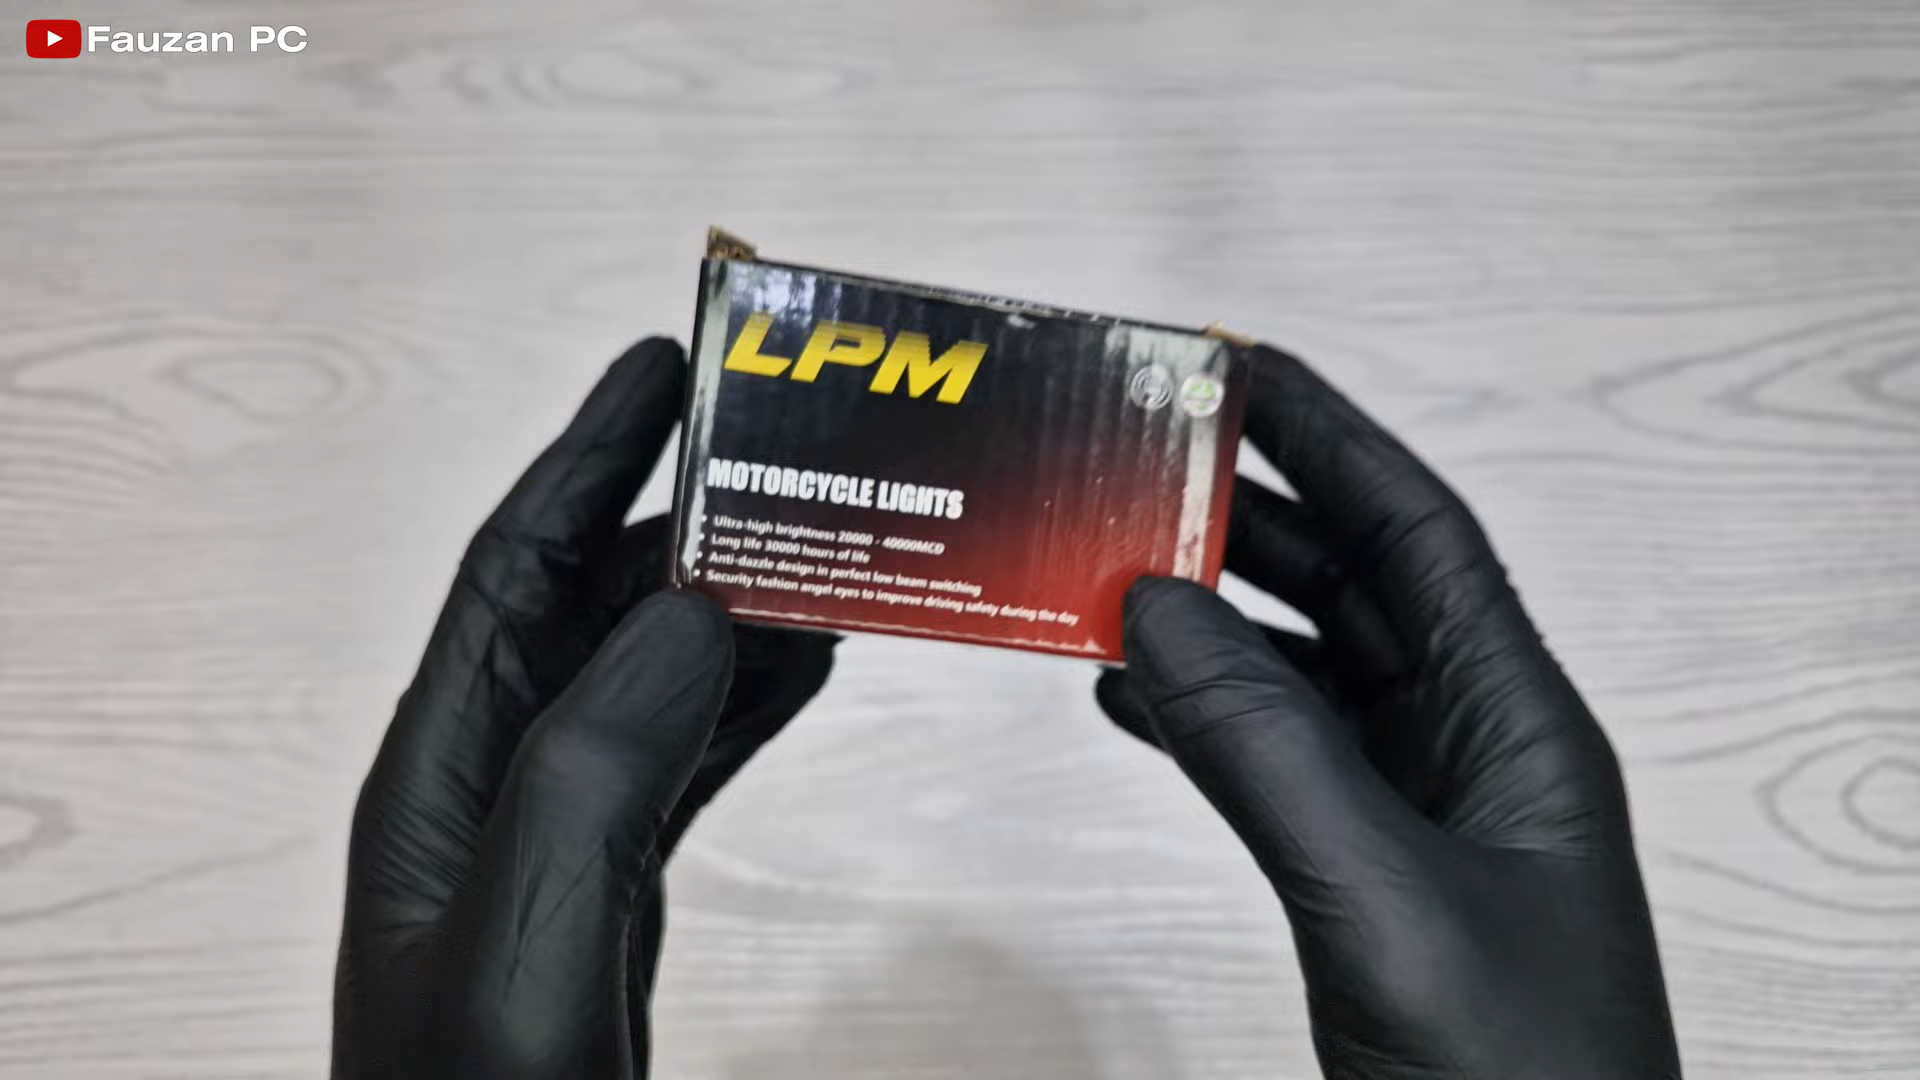 Fauzan PC
LPM
MOTORCYCLE LIGHTS
Ultra-high brightness 20000 - 40000MCD
Long life 30000 hours of life
Anti-dazzle design in perfect low beam switching
Security fashion angel eyes to improve driving safety during the day